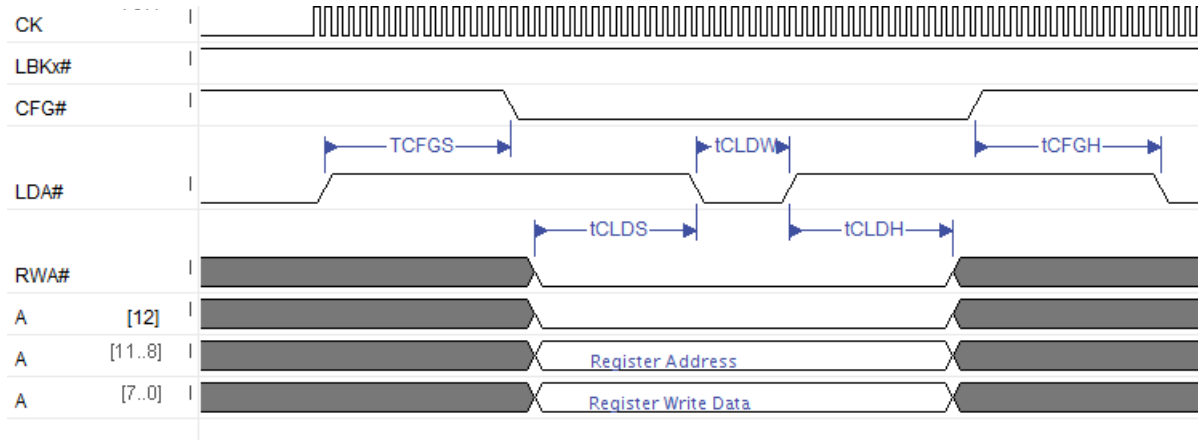 CK
LBKx#
CFG#
TCFGS tCLDW tCFGH
LDA#
tCLDS tCLDH
RWA#
A [12]
A [11..8] Register Address
A [7..0] Register Write Data